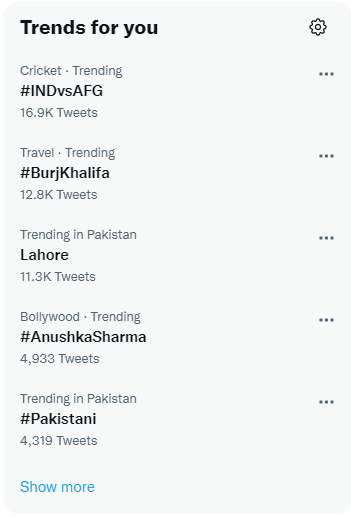 Trends for you
Cricket · Trending
#INDvsAFG
16.9K Tweets
Travel · Trending
#BurjKhalifa
12.8K Tweets
Trending in Pakistan
Lahore
11.3K Tweets
Bollywood · Trending
#AnushkaSharma
4,933 Tweets
Trending in Pakistan
#Pakistani
4,319 Tweets
Show more